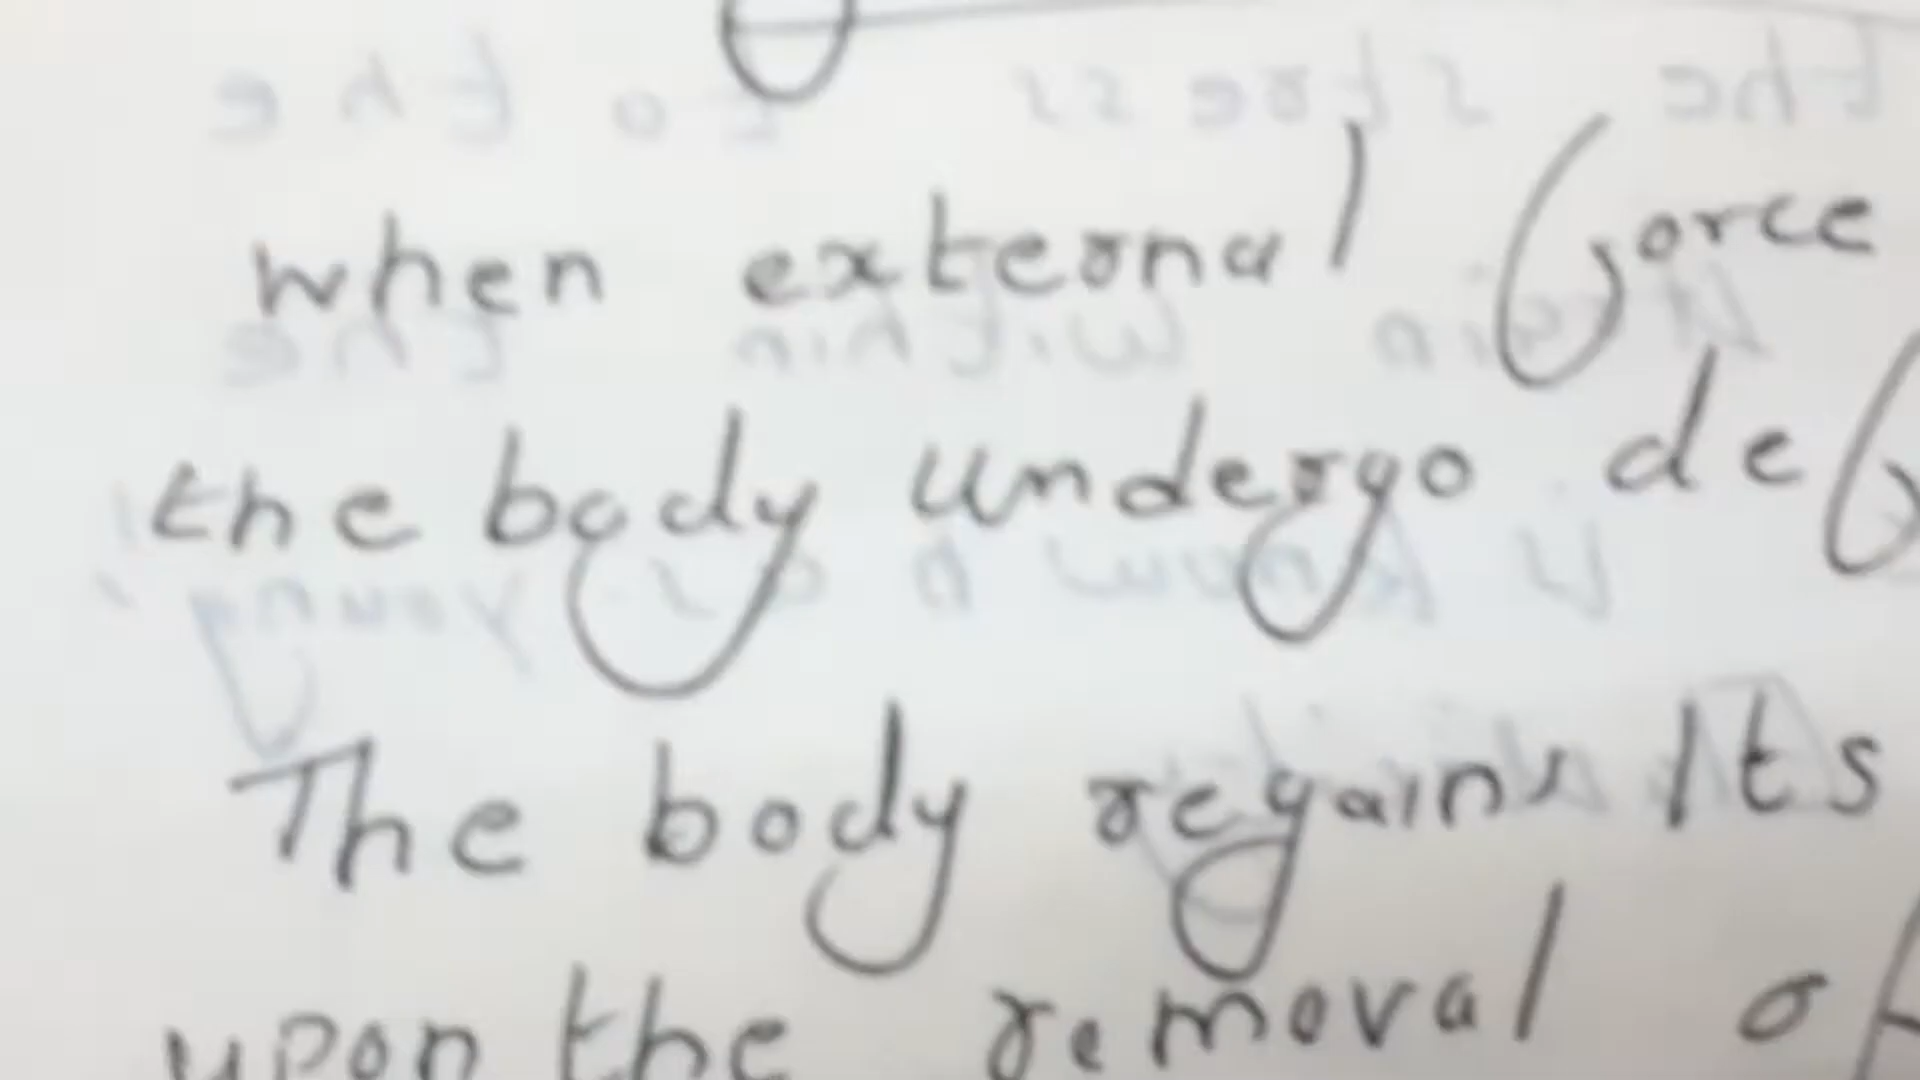 when external force
the body undergo def
The body regains Its
upon the removal of